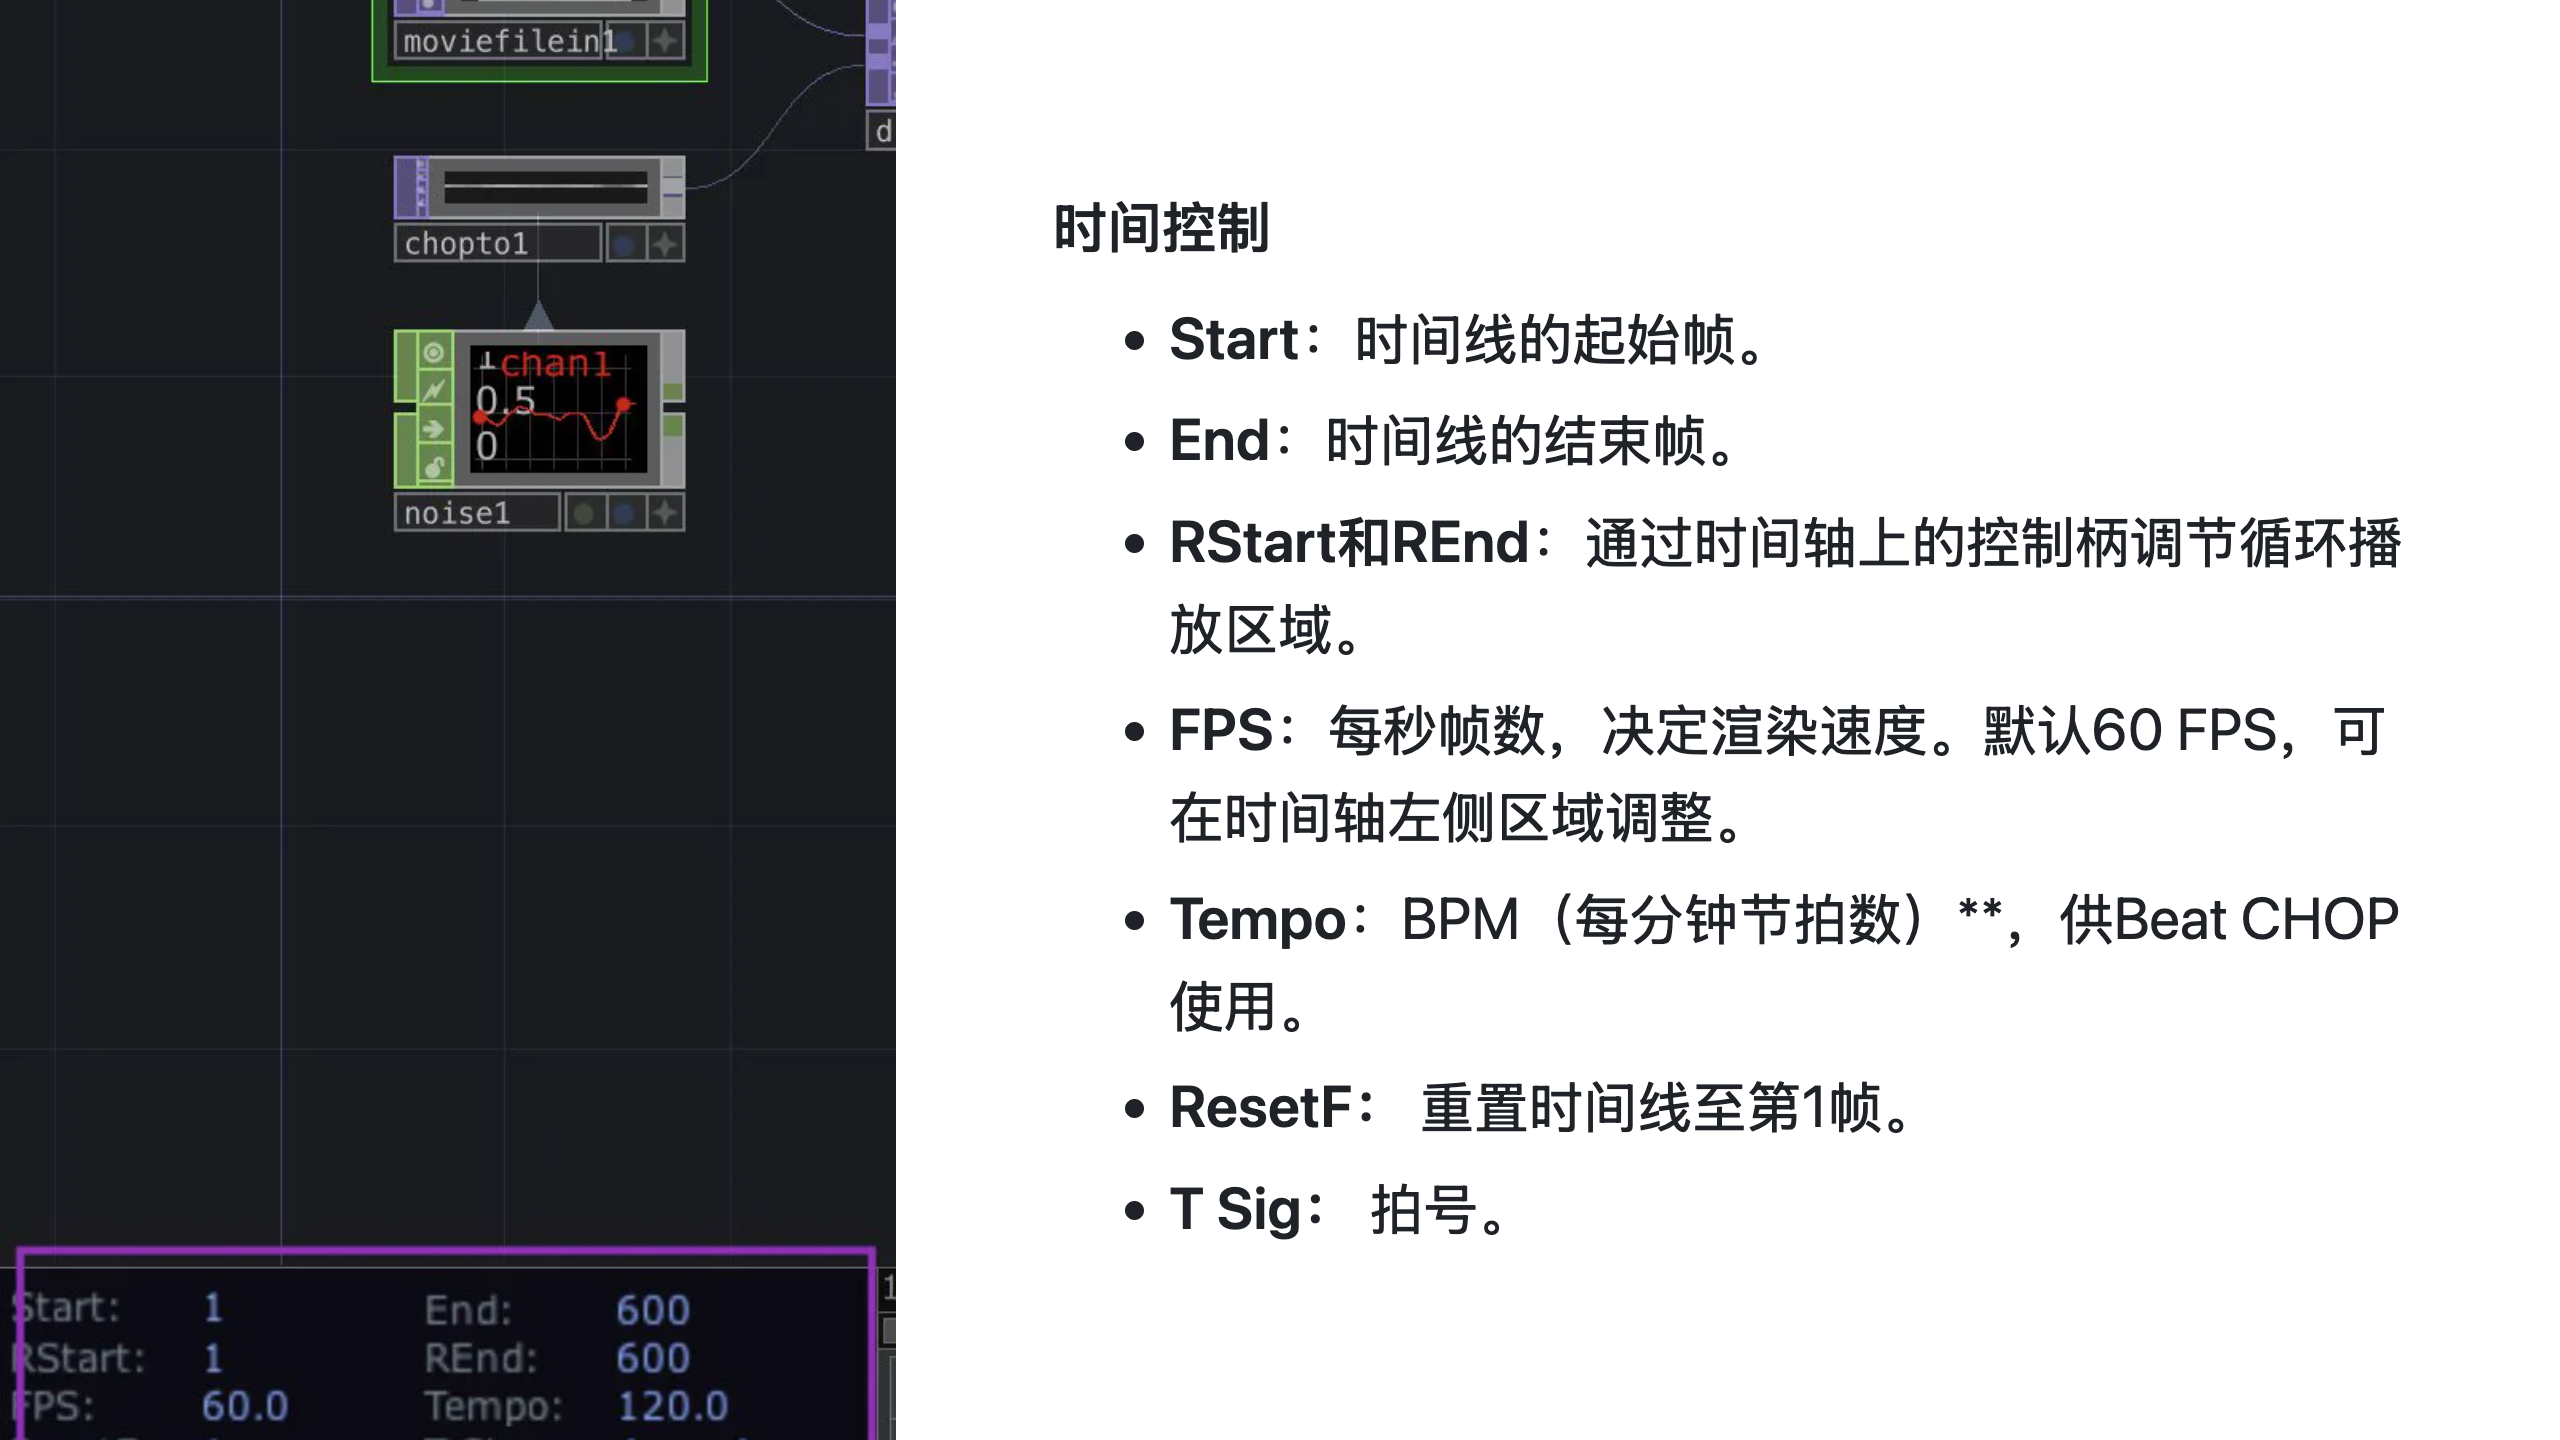 moviefilein1
d
chopto1
1 chan1
0.5
0
noise1
Start: 1 End: 600
RStart: 1 REnd: 600
FPS: 60.0 Tempo: 120.0
1
时间控制
• Start：时间线的起始帧。
• End：时间线的结束帧。
• RStart和REnd：通过时间轴上的控制柄调节循环播
放区域。
• FPS：每秒帧数，决定渲染速度。默认60 FPS，可
在时间轴左侧区域调整。
• Tempo：BPM（每分钟节拍数）**，供Beat CHOP
使用。
• ResetF： 重置时间线至第1帧。
• T Sig： 拍号。